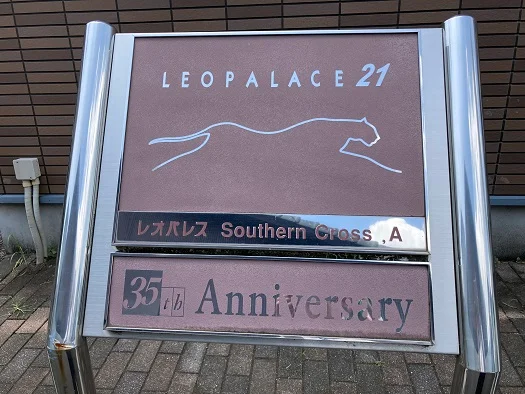 LEOPALACE 21
レオパレス Southern Cross ,A
35th Anniversary